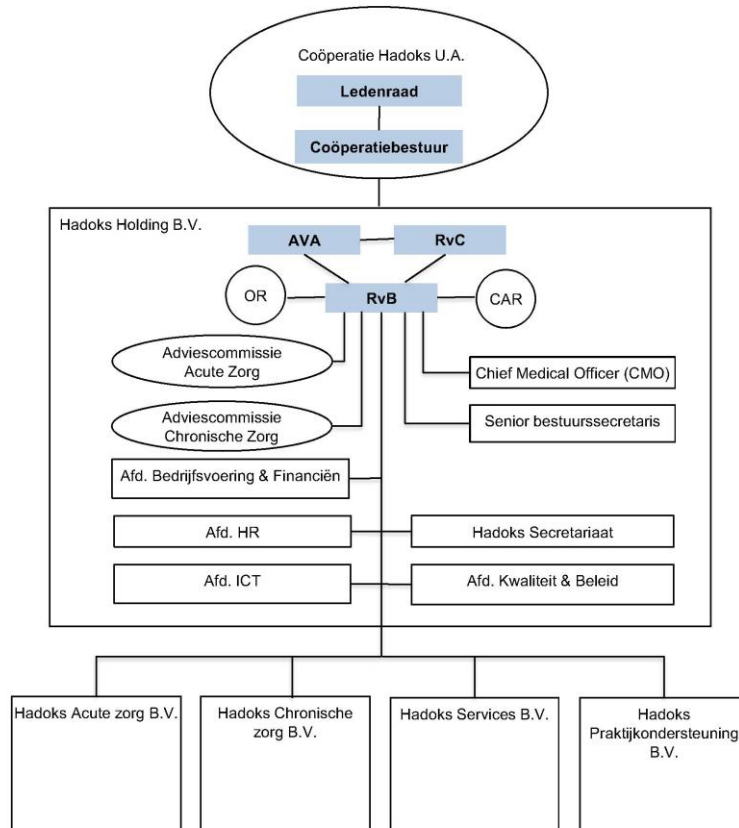 Coöperatie Hadoks U.A.
Ledenraad
Coöperatiebestuur
Hadoks Holding B.V.
AVA
RvC
OR
RvB
CAR
Adviescommissie
Acute Zorg
Chief Medical Officer (CMO)
Adviescommissie
Chronische Zorg
Senior bestuurssecretaris
Afd. Bedrijfsvoering & Financiën
Afd. HR
Hadoks Secretariaat
Afd. ICT
Afd. Kwaliteit & Beleid
Hadoks Acute zorg B.V.
Hadoks Chronische
zorg B.V.
Hadoks Services B.V.
Hadoks
Praktijkondersteuning
B.V.